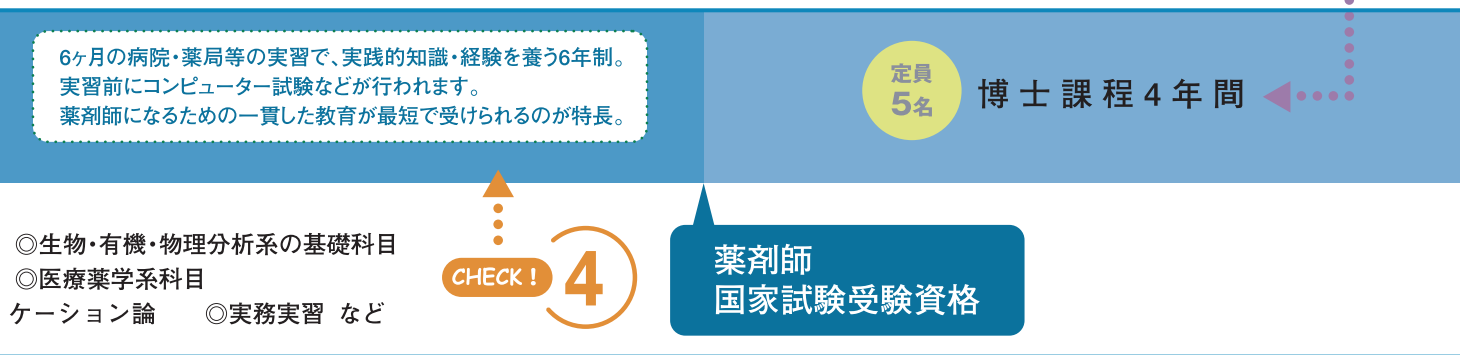 6ヶ月の病院・薬局等の実習で、実践的知識・経験を養う6年制。
実習前にコンピューター試験などが行われます。
薬剤師になるための一貫した教育が最短で受けられるのが特長。
定員
5名
博士課程4年間
◎生物・有機・物理分析系の基礎科目
◎医療薬学系科目
ケーション論 ◎実務実習 など
CHECK!
4
薬剤師
国家試験受験資格